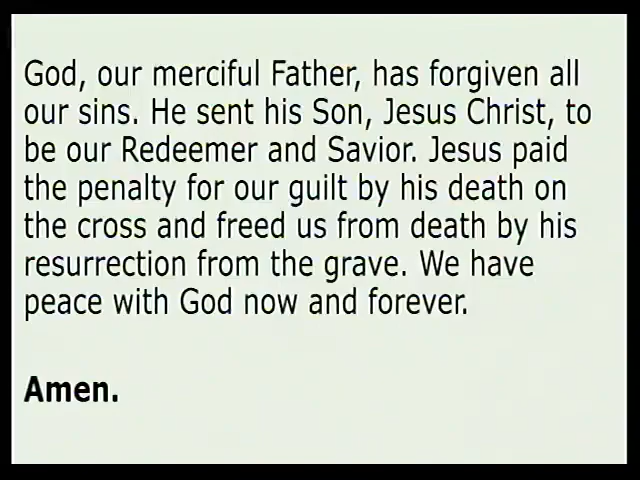 God, our merciful Father, has forgiven all
our sins. He sent his Son, Jesus Christ, to
be our Redeemer and Savior. Jesus paid
the penalty for our guilt by his death on
the cross and freed us from death by his
resurrection from the grave. We have
peace with God now and forever.
Amen.